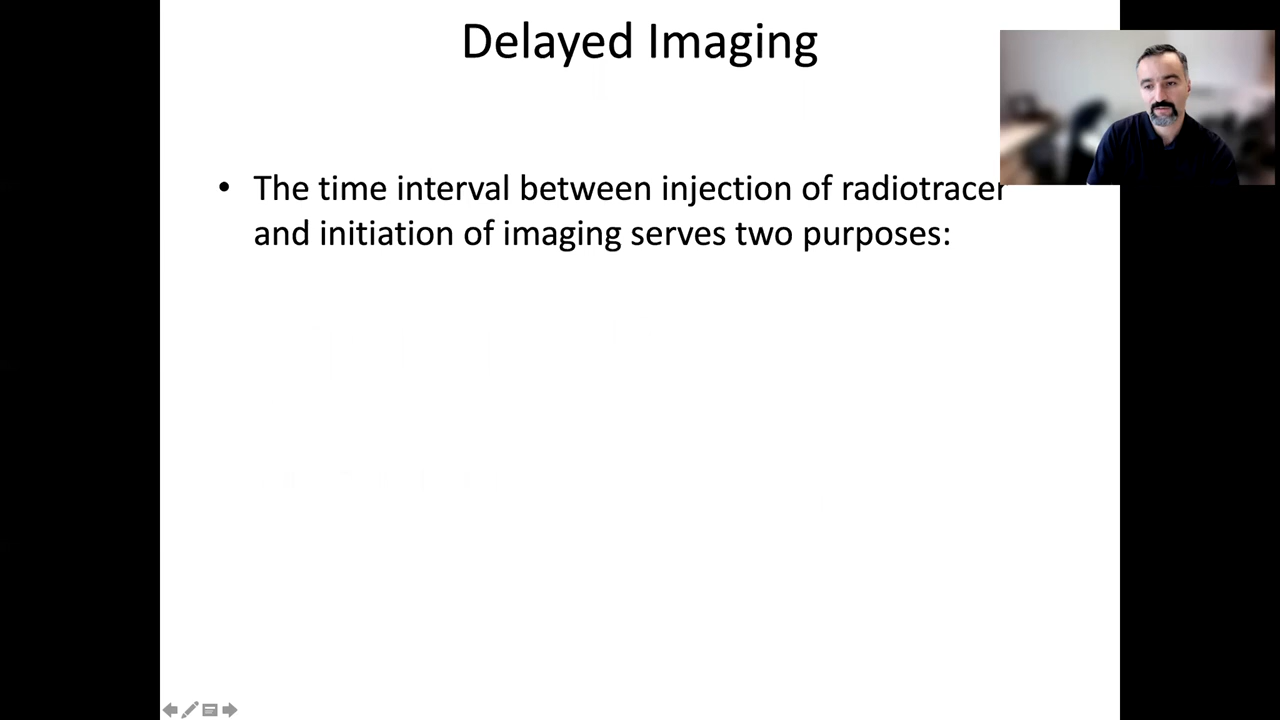 Delayed Imaging
• The time interval between injection of radiotracer
and initiation of imaging serves two purposes: